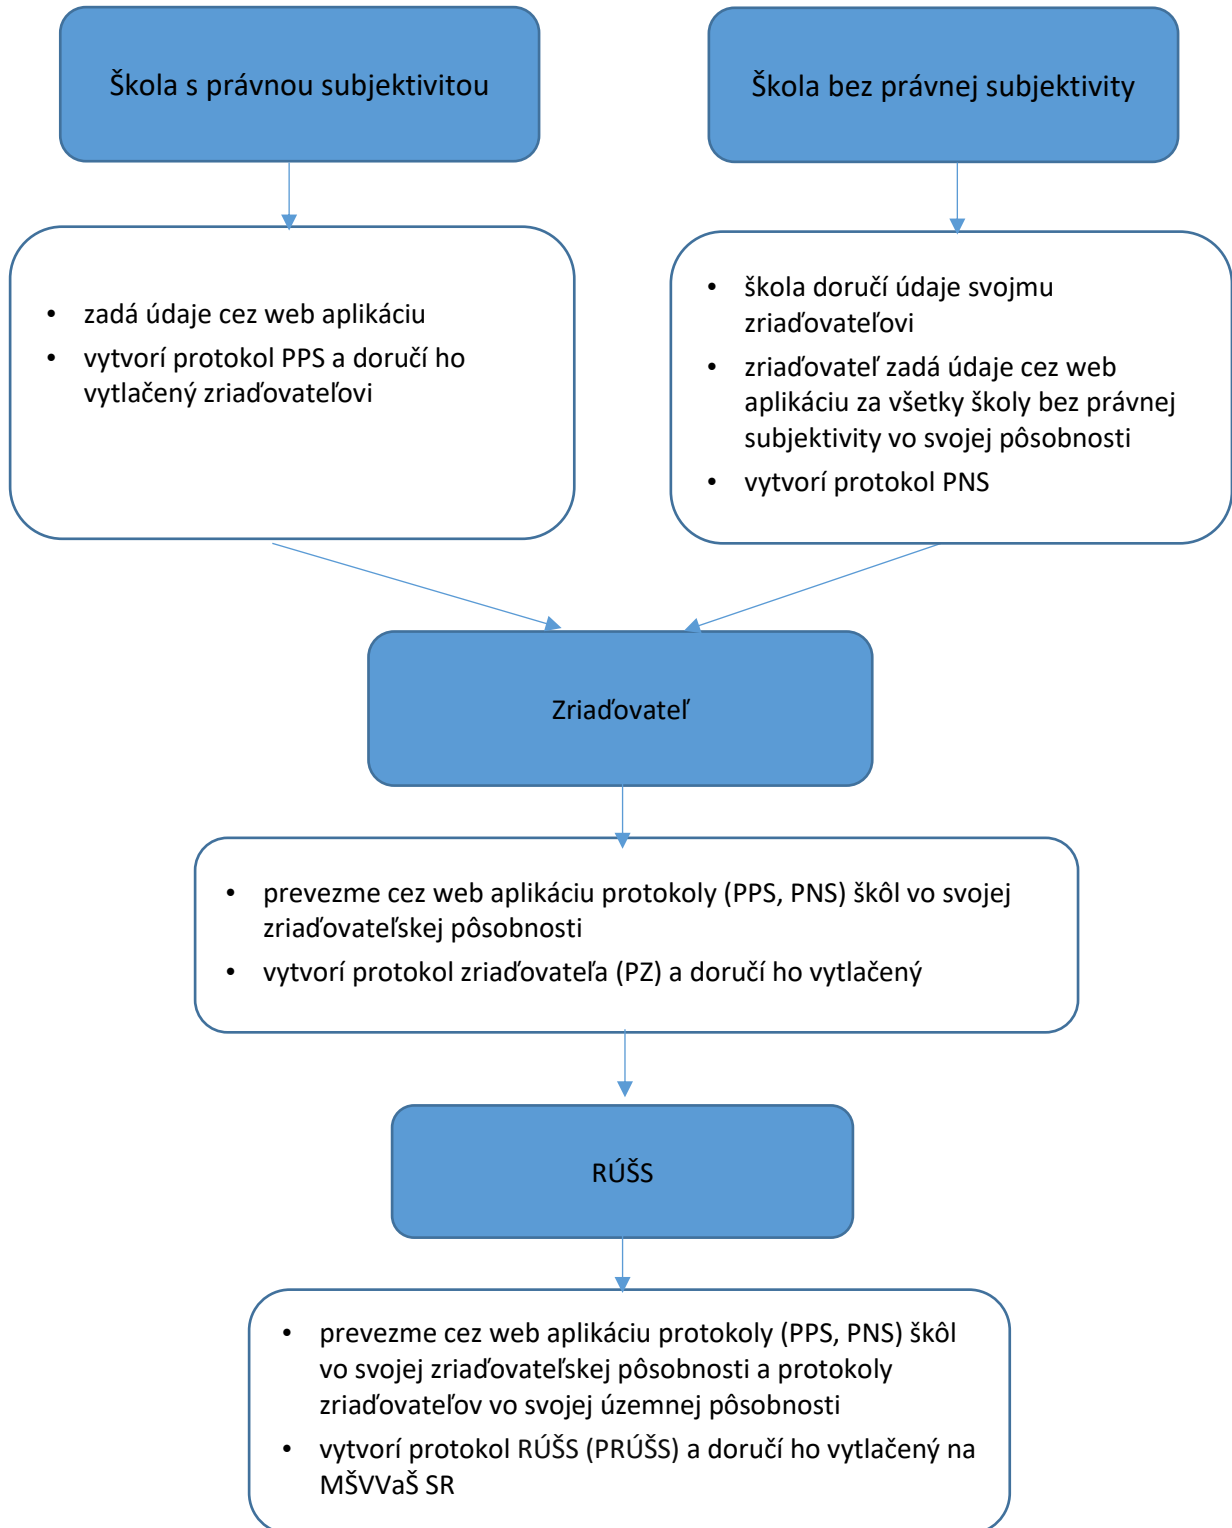 Škola s právnou subjektivitou
Škola bez právnej subjektivity
• zadá údaje cez web aplikáciu
• vytvorí protokol PPS a doručí ho
vytlačený zriaďovateľovi
• škola doručí údaje svojmu
zriaďovateľovi
• zriaďovateľ zadá údaje cez web
aplikáciu za všetky školy bez právnej
subjektivity vo svojej pôsobnosti
• vytvorí protokol PNS
Zriaďovateľ
• prevezme cez web aplikáciu protokoly (PPS, PNS) škôl vo svojej
zriaďovateľskej pôsobnosti
• vytvorí protokol zriaďovateľa (PZ) a doručí ho vytlačený
RÚŠS
• prevezme cez web aplikáciu protokoly (PPS, PNS) škôl
vo svojej zriaďovateľskej pôsobnosti a protokoly
zriaďovateľov vo svojej územnej pôsobnosti
• vytvorí protokol RÚŠS (PRÚŠS) a doručí ho vytlačený na
MŠVVaŠ SR